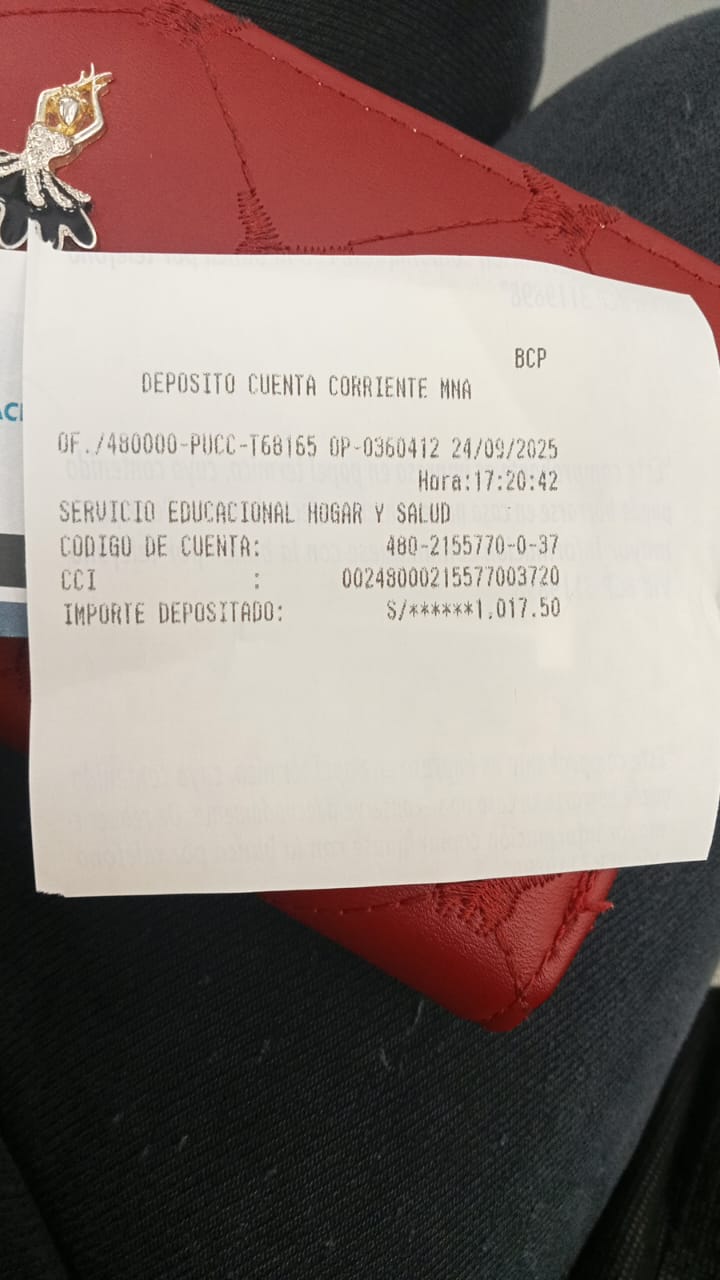 BCP
DEPOSITO CUENTA CORRIENTE MNA
OF./480000-PUCC-T68165 OP-0360412 24/09/2025
Hora:17:20:42
SERVICIO EDUCACIONAL HOGAR Y SALUD
CODIGO DE CUENTA: 480-2155770-0-37
CCI : 00248000215577003720
IMPORTE DEPOSITADO: S/******1,017.50